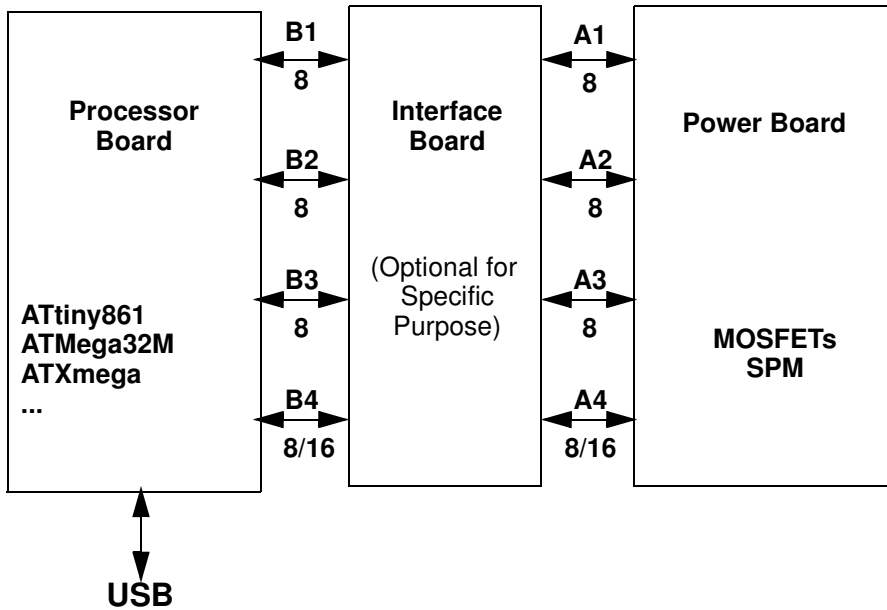 Processor
Board
ATtiny861
ATMega32M
ATXmega
...
B1
8
B2
8
B3
8
B4
8/16
Interface
Board
(Optional for
Specific
Purpose)
A1
8
A2
8
A3
8
A4
8/16
Power Board
MOSFETs
SPM
USB